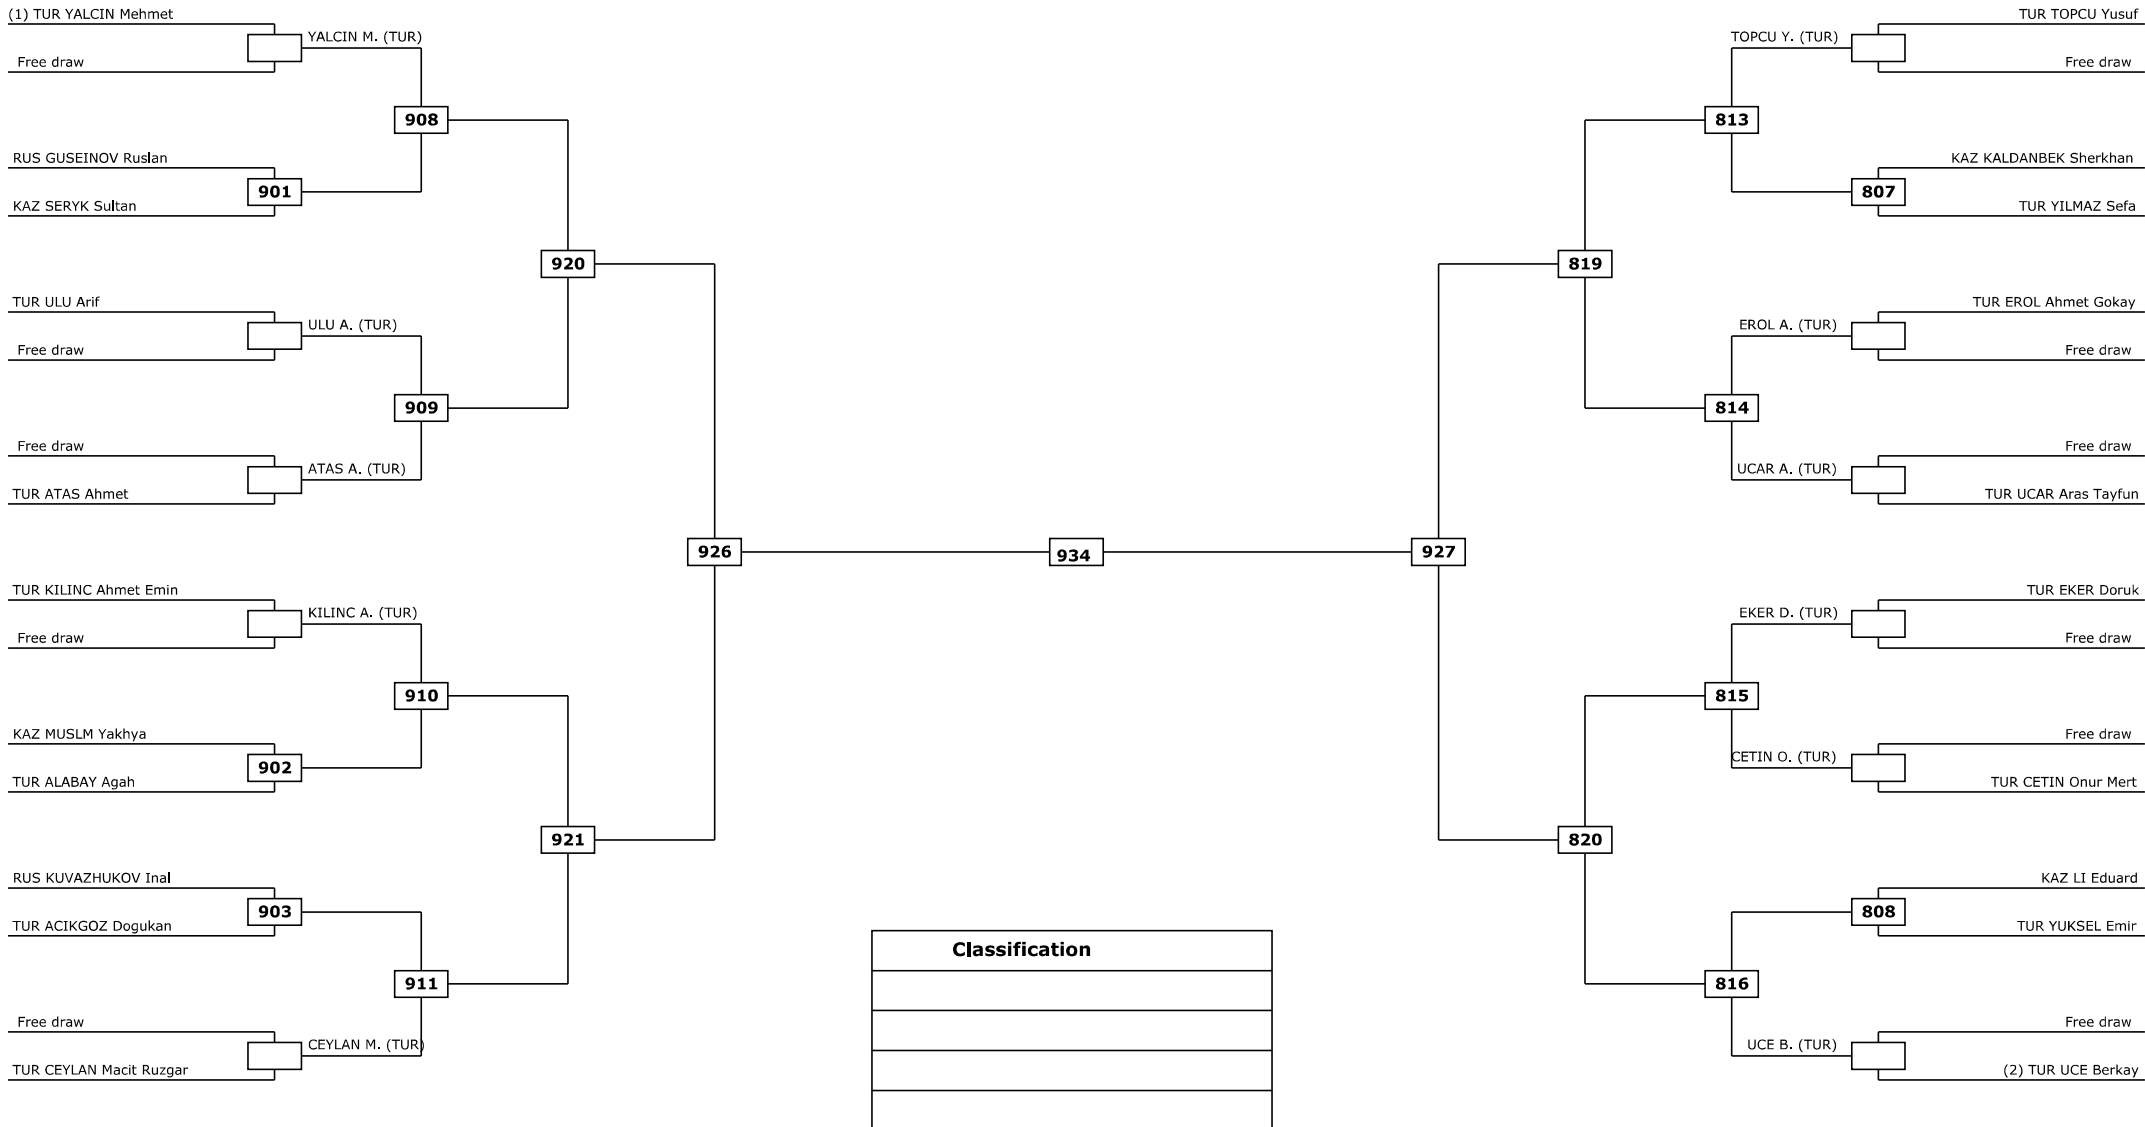 (1) TUR YALCIN Mehmet
Free draw
YALCIN M. (TUR)
908
RUS GUSEINOV Ruslan
901
KAZ SERYK Sultan
920
TUR ULU Arif
ULU A. (TUR)
Free draw
909
Free draw
ATAS A. (TUR)
TUR ATAS Ahmet
926
TUR KILINC Ahmet Emin
KILINC A. (TUR)
Free draw
910
KAZ MUSLM Yakhya
902
TUR ALABAY Agah
921
RUS KUVAZHUKOV Inal
903
TUR ACIKGOZ Dogukan
911
Free draw
CEYLAN M. (TUR)
TUR CEYLAN Macit Ruzgar
934
Classification
TUR TOPCU Yusuf
TOPCU Y. (TUR)
Free draw
813
KAZ KALDANBEK Sherkhan
807
TUR YILMAZ Sefa
819
TUR EROL Ahmet Gokay
EROL A. (TUR)
Free draw
814
Free draw
UCAR A. (TUR)
TUR UCAR Aras Tayfun
927
TUR EKER Doruk
EKER D. (TUR)
Free draw
815
Free draw
CETIN O. (TUR)
TUR CETIN Onur Mert
820
KAZ LI Eduard
808
TUR YUKSEL Emir
816
Free draw
UCE B. (TUR)
(2) TUR UCE Berkay